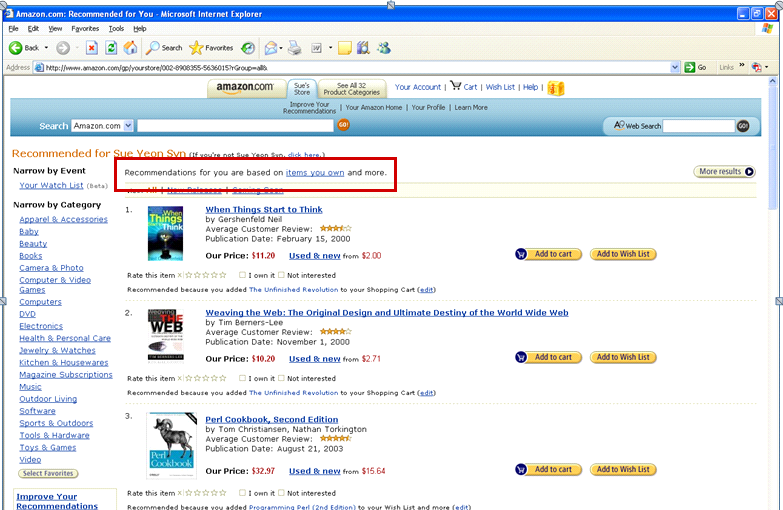 Amazon.com: Recommended for You - Microsoft Internet Explorer
File Edit View Favorites Tools Help
Back Search Favorites
Address http://www.amazon.com/gp/yourstore/002-8908355-5636015?rGroup=all& Go Links
amazon.com Sue's Store See All 32 Product Categories Your Account | Cart | Wish List | Help |
Improve Your Recommendations | Your Amazon Home | Your Profile | Learn More
Search Amazon.com GO! A9 Web Search GO!
Recommended for Sue Yeon Syn (If you're not Sue Yeon Syn, click here.)
Recommendations for you are based on items you own and more.
More results
All | New Releases | Coming Soon
Narrow by Event
Your Watch List (Beta)
Narrow by Category
Apparel & Accessories
Baby
Beauty
Books
Camera & Photo
Computer & Video
Games
Computers
DVD
Electronics
Health & Personal Care
Jewelry & Watches
Kitchen & Housewares
Magazine Subscriptions
Music
Outdoor Living
Software
Sports & Outdoors
Tools & Hardware
Toys & Games
Video
Select Favorites
Improve Your
Recommendations
1.
When Things Start to Think
When Things Start to Think
by Gershenfeld Neil
Average Customer Review:
Publication Date: February 15, 2000
Our Price: $11.20 Used & new from $2.00
Add to cart Add to Wish List
Rate this item I own it Not interested
Recommended because you added The Unfinished Revolution to your Shopping Cart (edit)
2.
WEAVING THE WEB
TIM BERNERS-LEE
Weaving the Web: The Original Design and Ultimate Destiny of the World Wide Web
by Tim Berners-Lee
Average Customer Review:
Publication Date: November 1, 2000
Our Price: $10.20 Used & new from $2.71
Add to cart Add to Wish List
Rate this item I own it Not interested
Recommended because you added The Unfinished Revolution to your Shopping Cart (edit)
3.
Perl Cookbook
Perl Cookbook, Second Edition
by Tom Christiansen, Nathan Torkington
Average Customer Review:
Publication Date: August 21, 2003
Our Price: $32.97 Used & new from $15.64
Add to cart Add to Wish List
Rate this item I own it Not interested
Recommended because you added Programming Perl (2nd Edition) to your Wish List and more (edit)